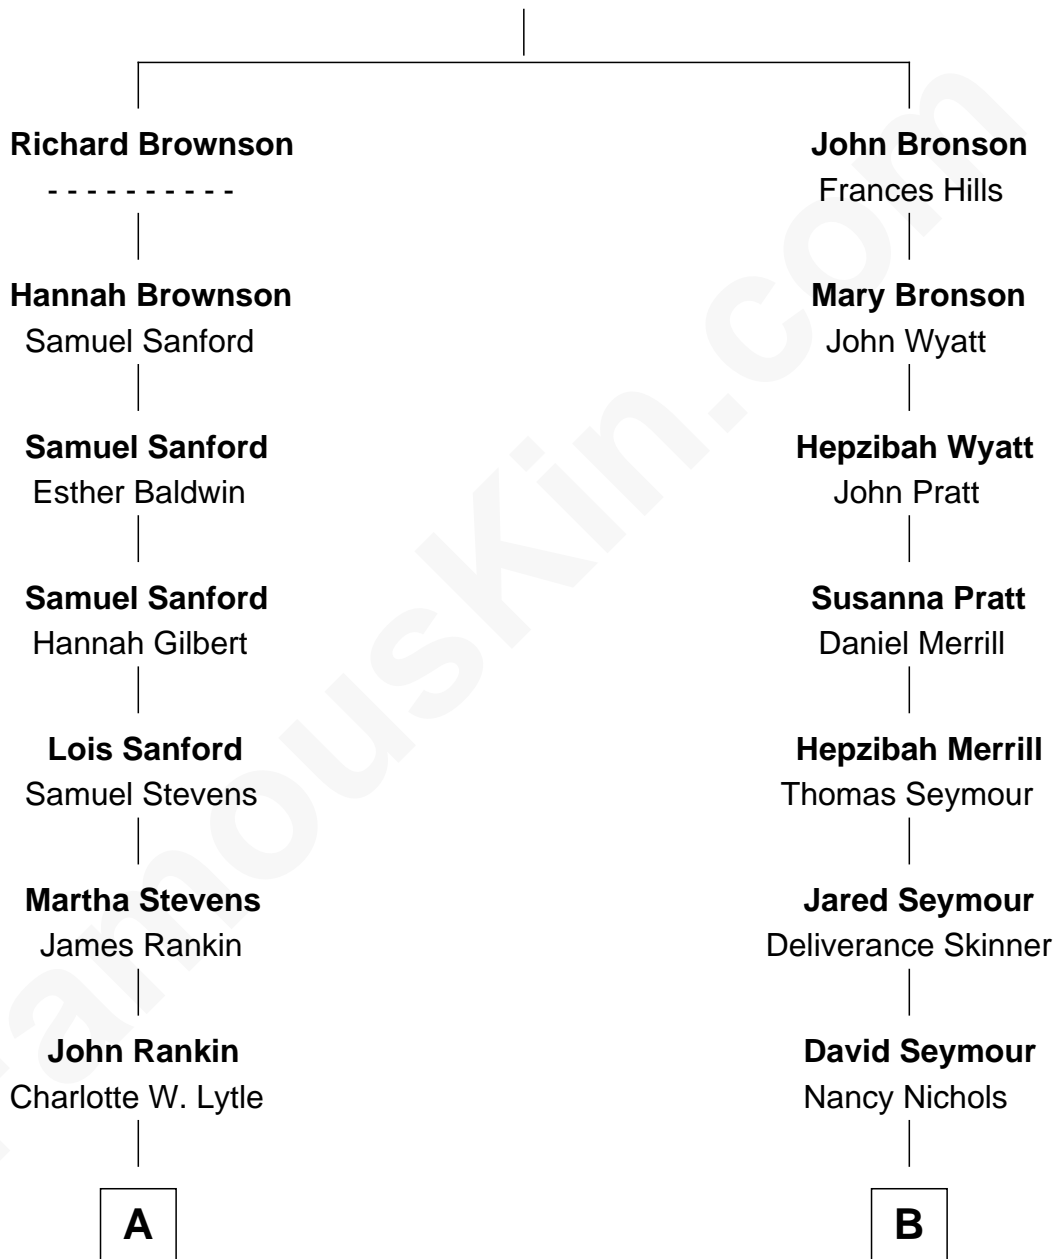 Richard Brownson
- - - - - - - - - -
Hannah Brownson
Samuel Sanford
Samuel Sanford
Esther Baldwin
Samuel Sanford
Hannah Gilbert
Lois Sanford
Samuel Stevens
Martha Stevens
James Rankin
John Rankin
Charlotte W. Lytle
A
John Bronson
Frances Hills
Mary Bronson
John Wyatt
Hepzibah Wyatt
John Pratt
Susanna Pratt
Daniel Merrill
Hepzibah Merrill
Thomas Seymour
Jared Seymour
Deliverance Skinner
David Seymour
Nancy Nichols
B
FamousKin.com